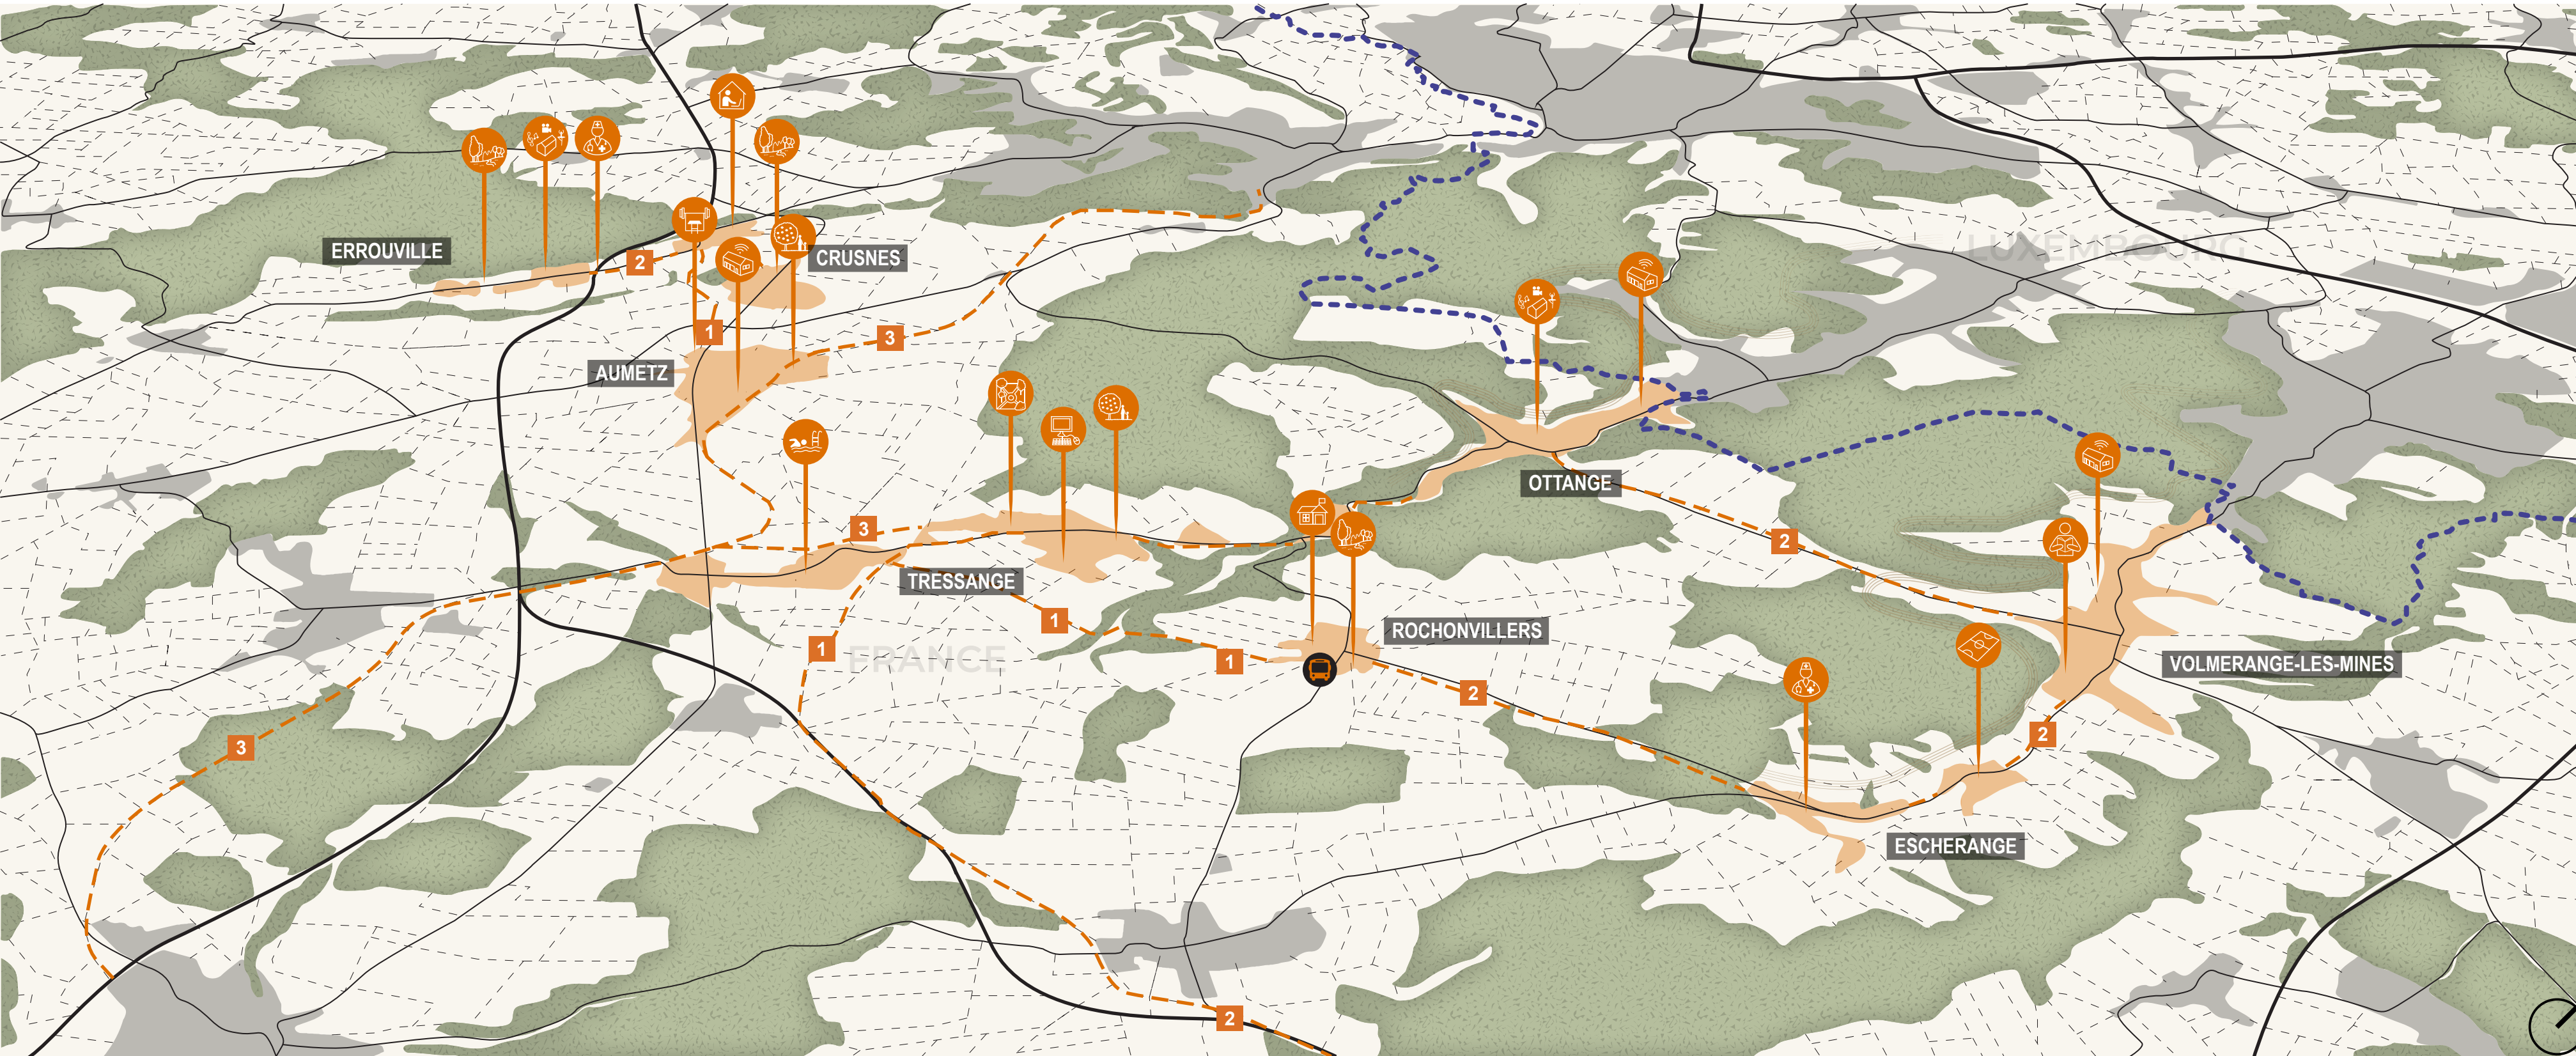 LUXEMBOURG
ERROUVILLE
2
CRUSNES
1
3
AUMETZ
OTTANGE
3
2
TRESSANGE
1
ROCHONVILLERS
1
FRANCE
1
VOLMERANGE-LES-MINES
2
2
3
ESCHERANGE
2